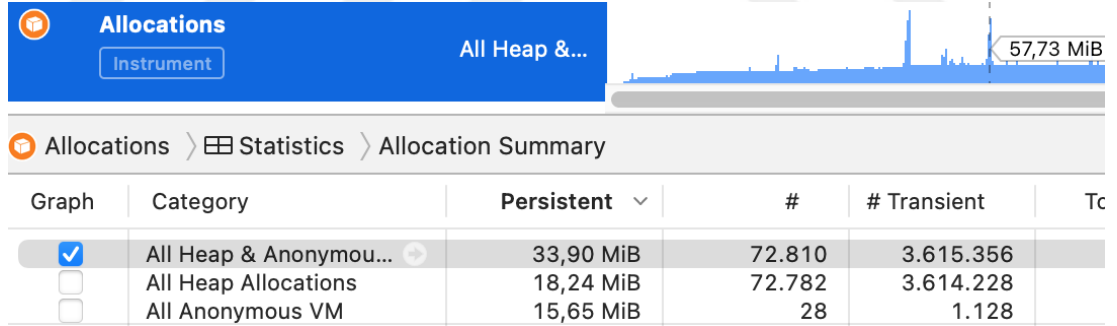 Allocations
Instrument
All Heap &...
57,73 MiB
Allocations Statistics Allocation Summary
Graph Category Persistent # # Transient To
All Heap & Anonymou... 33,90 MiB 72.810 3.615.356
All Heap Allocations 18,24 MiB 72.782 3.614.228
All Anonymous VM 15,65 MiB 28 1.128